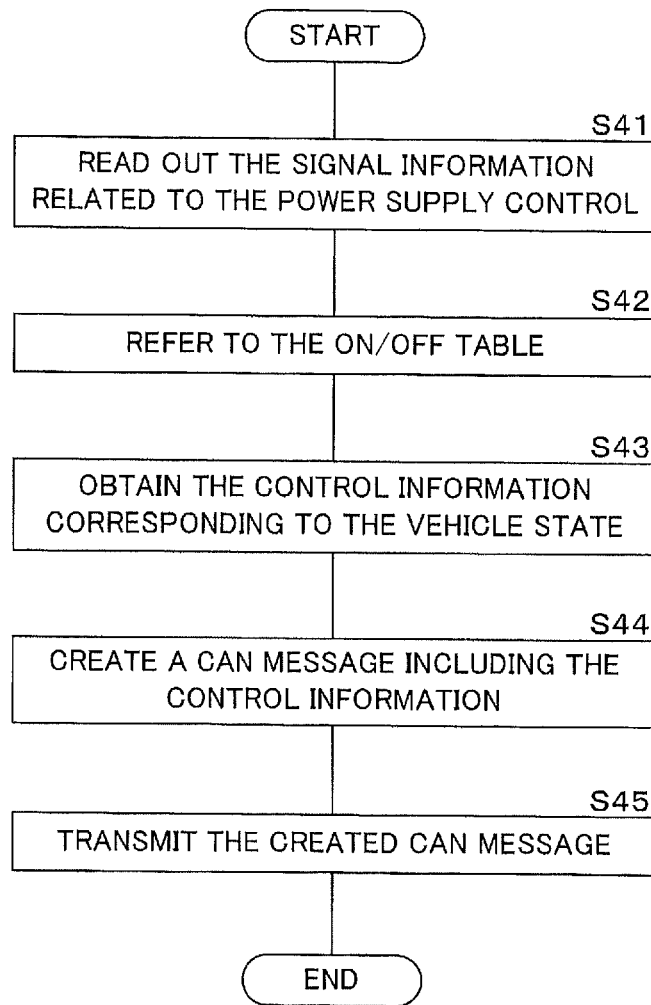 START
S41
READ OUT THE SIGNAL INFORMATION
RELATED TO THE POWER SUPPLY CONTROL
S42
REFER TO THE ON/OFF TABLE
S43
OBTAIN THE CONTROL INFORMATION
CORRESPONDING TO THE VEHICLE STATE
S44
CREATE A CAN MESSAGE INCLUDING THE
CONTROL INFORMATION
S45
TRANSMIT THE CREATED CAN MESSAGE
END